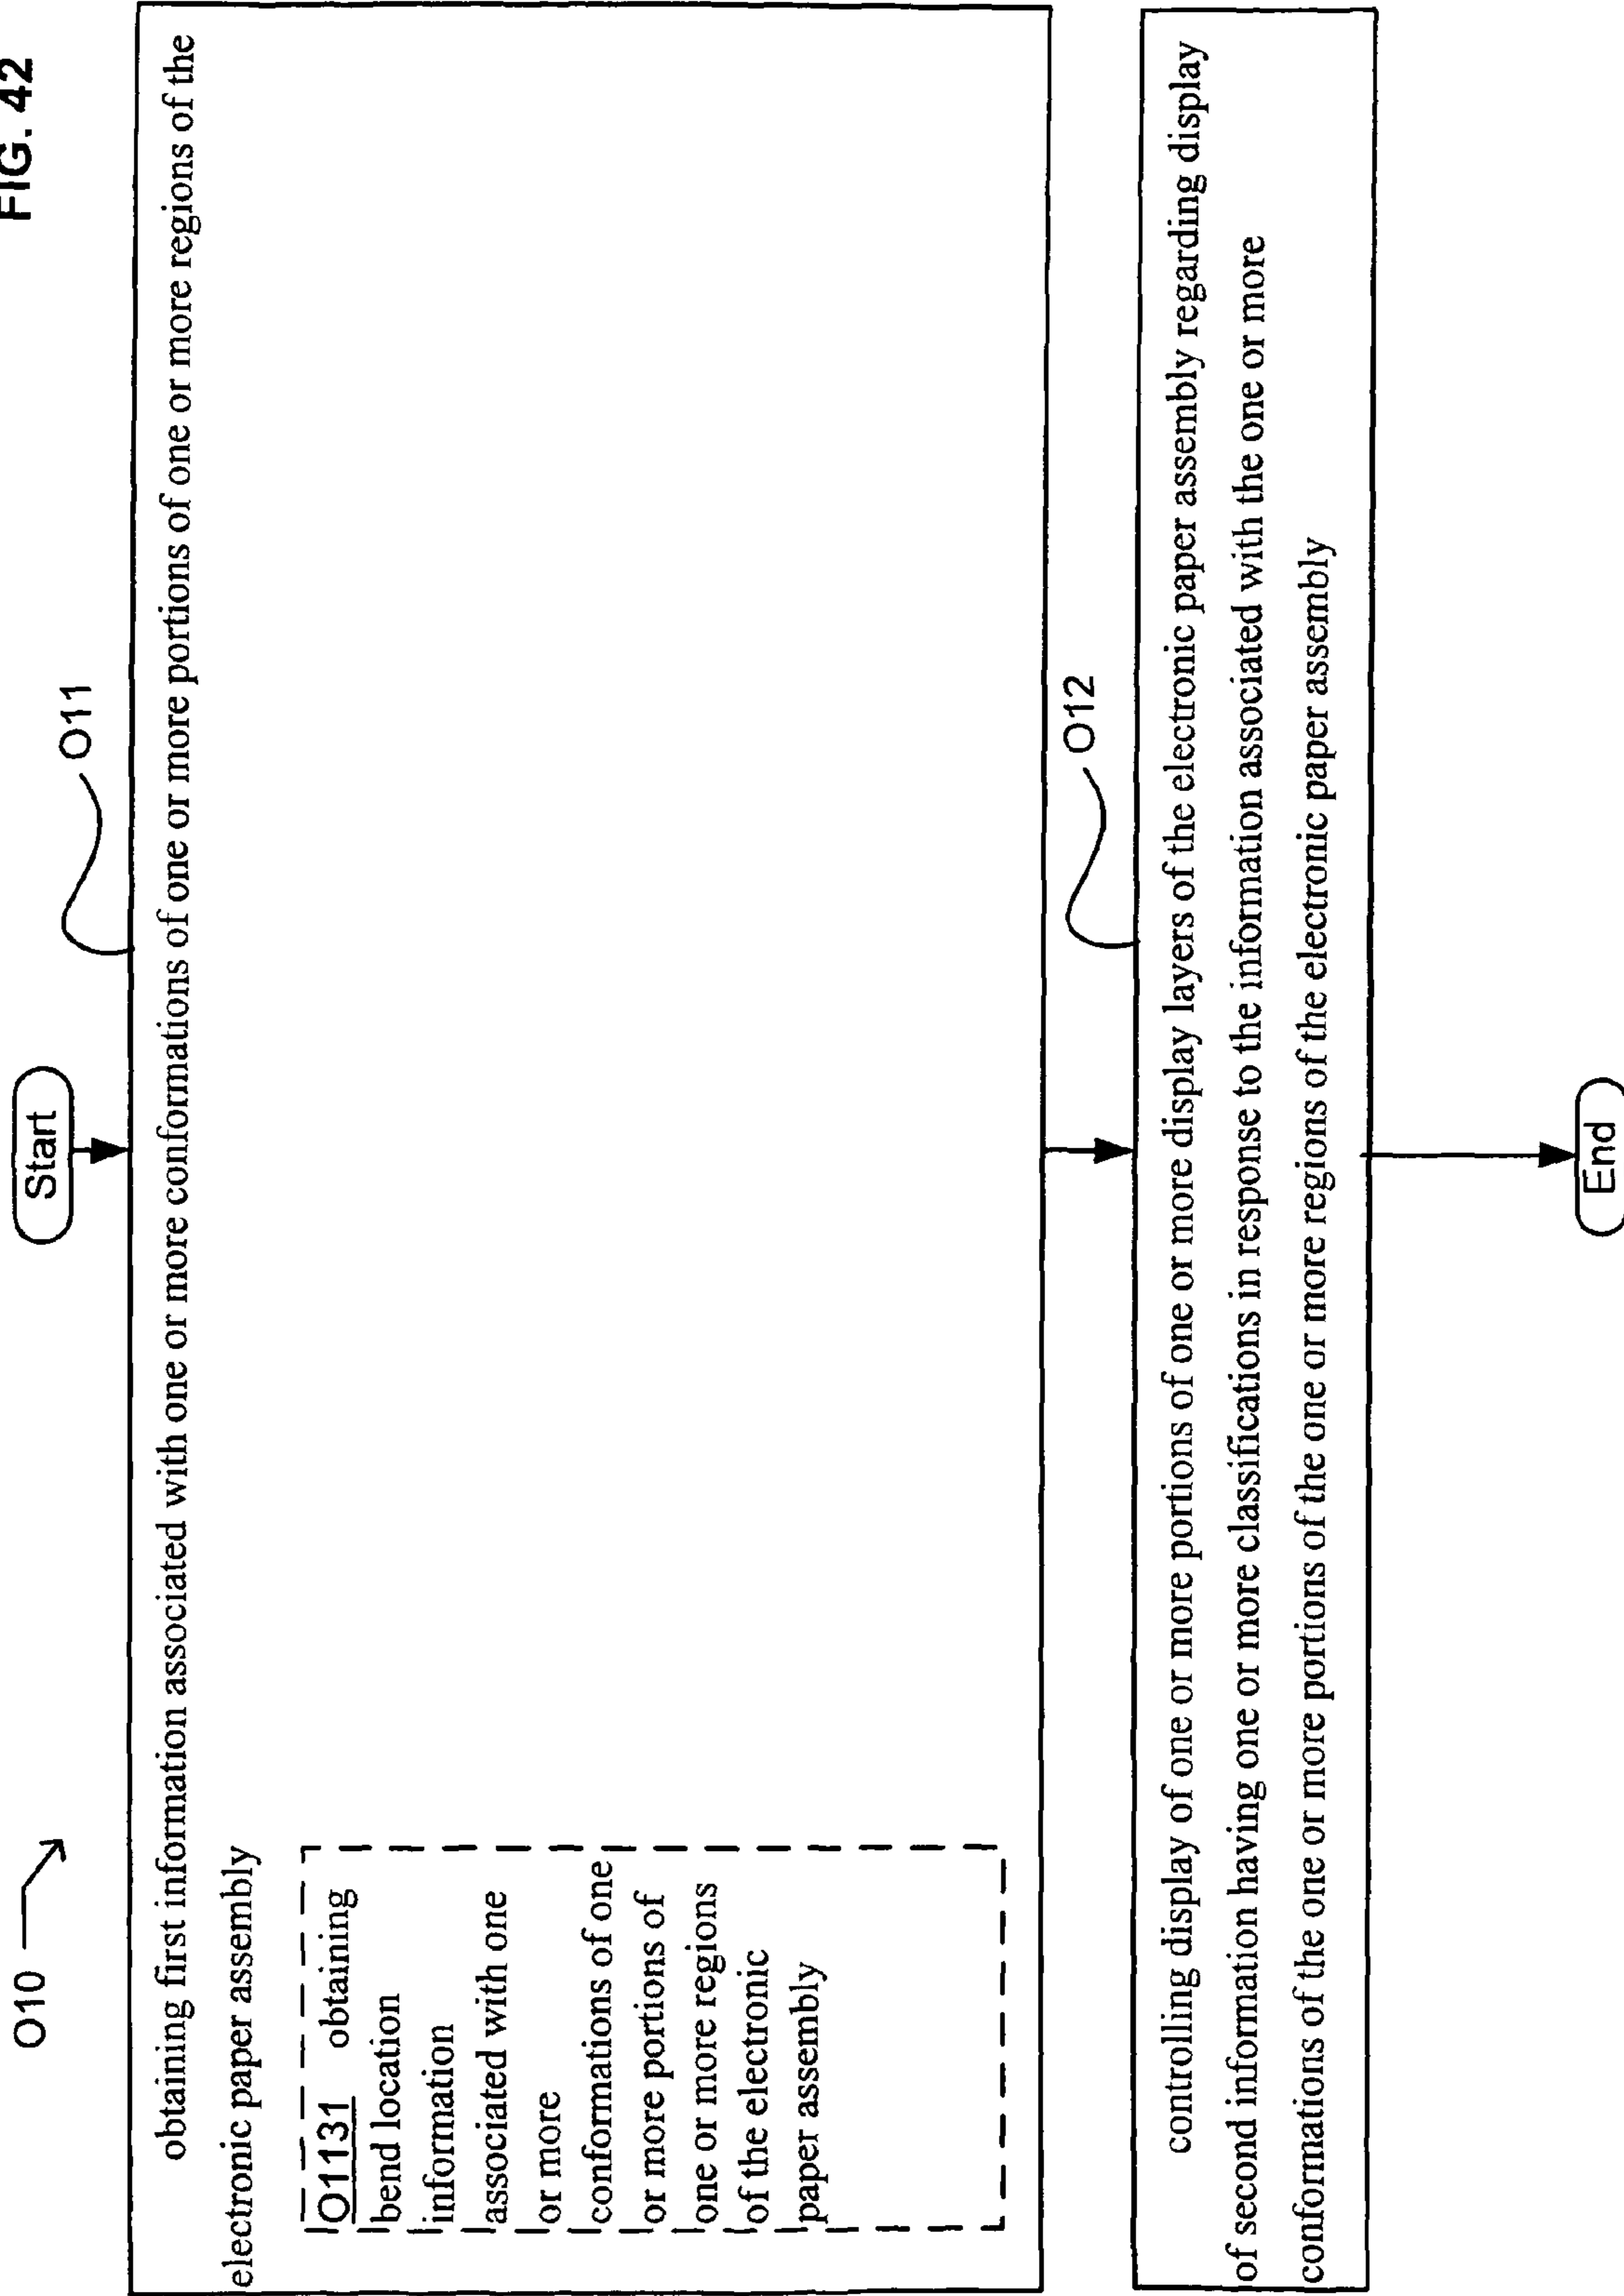 FIG. 42
O10
Start
O11
obtaining first information associated with one or more conformations of one or more portions of one or more regions of the
electronic paper assembly
O1131 obtaining
bend location
information
associated with one
or more
conformations of one
or more portions of
one or more regions
of the electronic
paper assembly
O12
controlling display of one or more portions of one or more display layers of the electronic paper assembly regarding display
of second information having one or more classifications in response to the information associated with the one or more
conformations of the one or more portions of the one or more regions of the electronic paper assembly
End